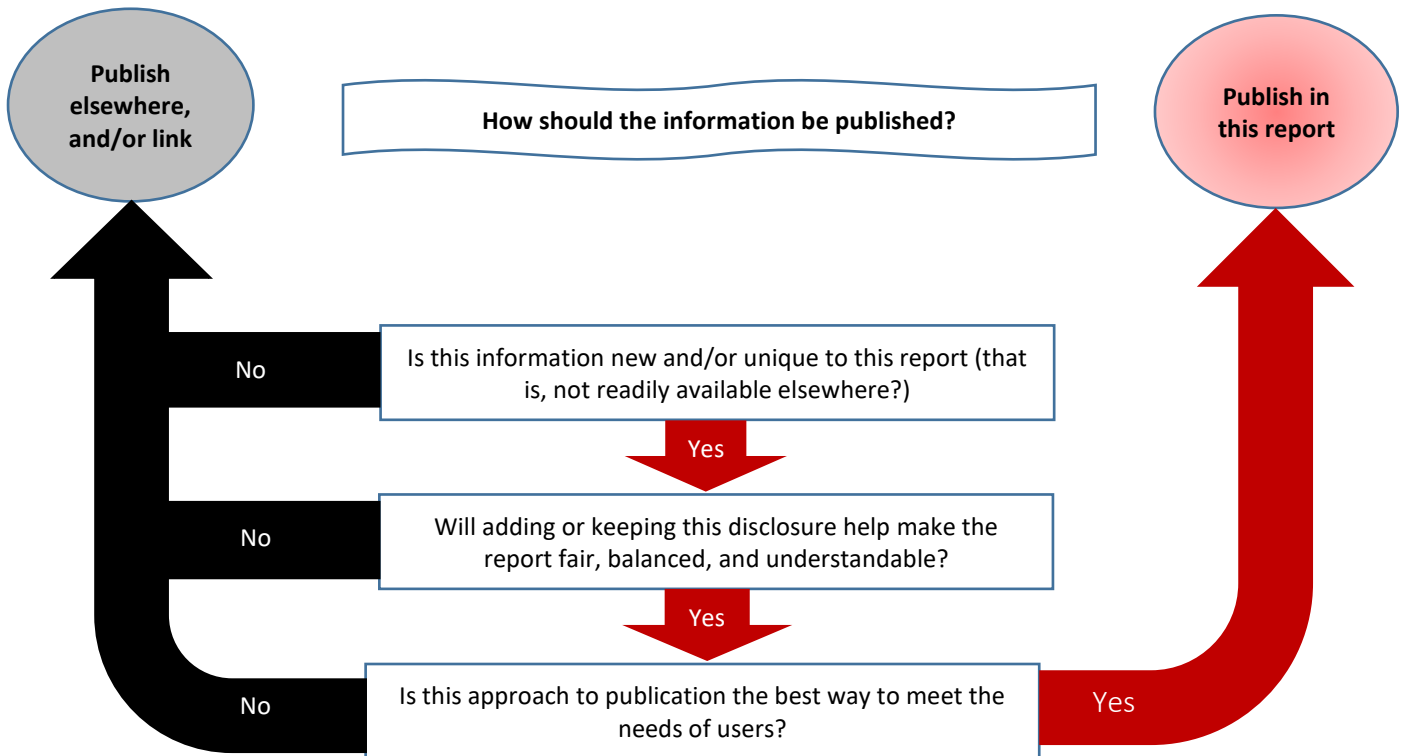 Publish
elsewhere,
and/or link
How should the information be published?
Publish in
this report
No
Is this information new and/or unique to this report (that
is, not readily available elsewhere?)
Yes
No
Will adding or keeping this disclosure help make the
report fair, balanced, and understandable?
Yes
No
Is this approach to publication the best way to meet the
needs of users?
Yes